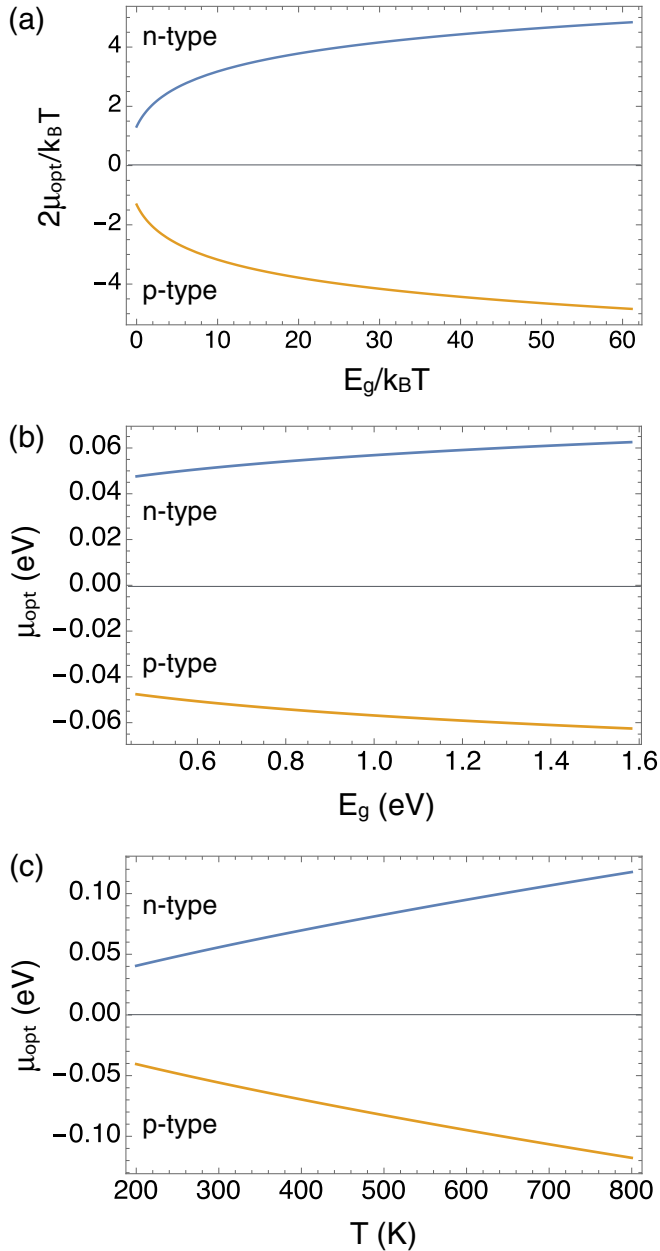 (a)
n-type
4
2
0
−2
−4
2μopt/kBT
p-type
0 10 20 30 40 50 60
Eg/kBT
(b)
0.06
0.04
0.02
0.00
−0.02
−0.04
−0.06
μopt (eV)
n-type
p-type
0.6 0.8 1.0 1.2 1.4 1.6
Eg (eV)
(c)
0.10
0.05
0.00
−0.05
−0.10
μopt (eV)
n-type
p-type
200 300 400 500 600 700 800
T (K)